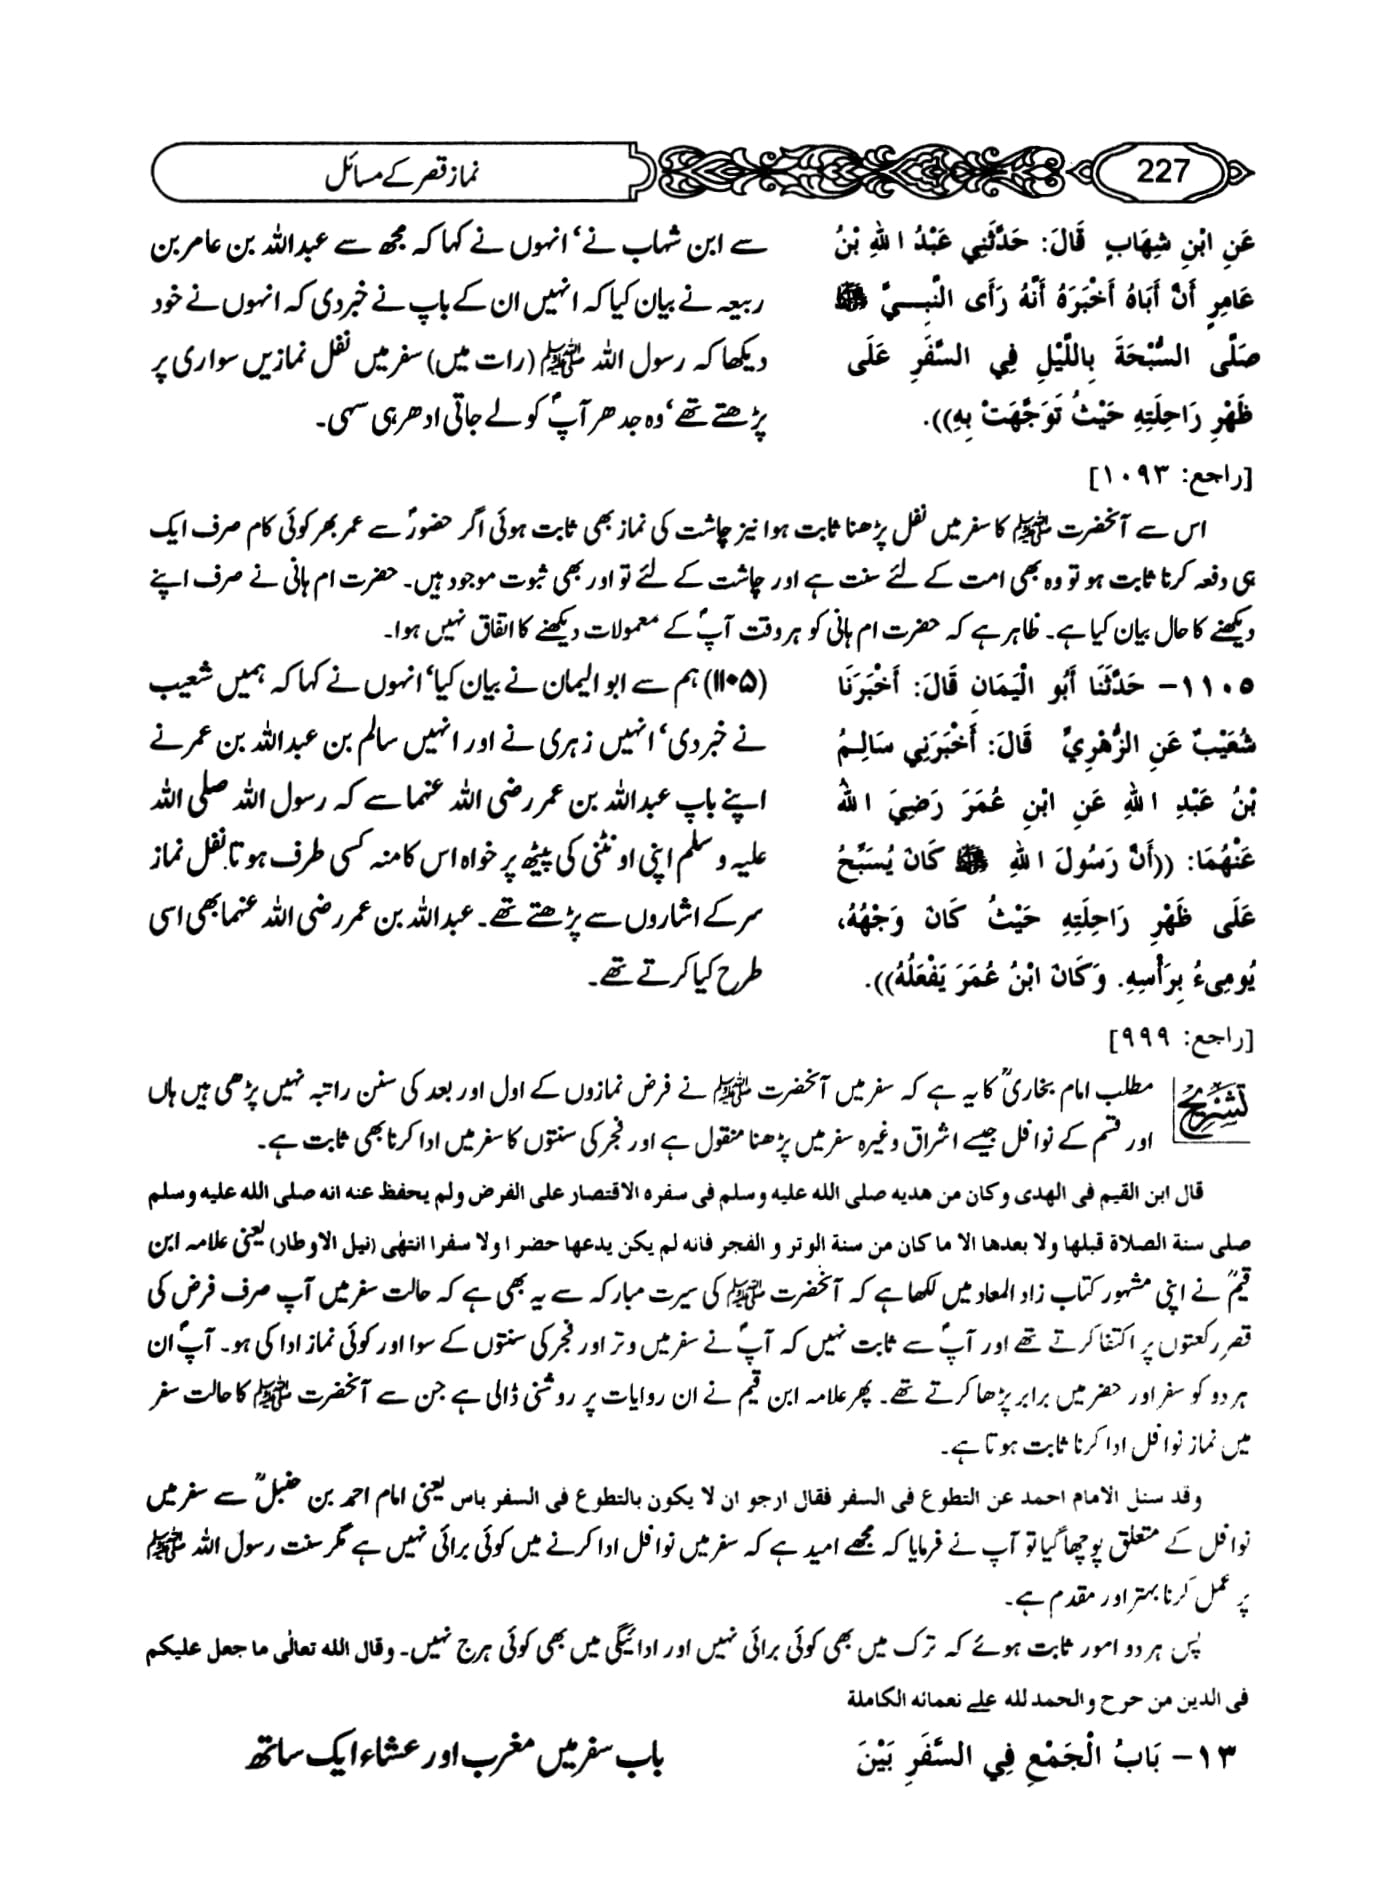 نماز قصر کے مسائل
227
عَنِ ابْنِ شِهَابٍ قَالَ: حَدَّثَنِي عَبْدُ اللهِ بْنُ
عَامِرٍ أَنَّ أَبَاهُ أَخْبَرَهُ أَنَّهُ رَأَى النَّبِيَّ ﷺ
صَلَّى السُّبْحَةَ بِاللَّيْلِ فِي السَّفَرِ عَلَى
ظَهْرِ رَاحِلَتِهِ حَيْثُ تَوَجَّهَتْ بِهِ)).
[راجع: ١٠٩٣]
سے ابن شہاب نے‘ انہوں نے کہا کہ مجھ سے عبداللہ بن عامر بن
ربیعہ نے بیان کیا کہ انہیں ان کے باپ نے خبر دی کہ انہوں نے خود
دیکھا کہ رسول اللہ ﷺ (رات میں) سفر میں نفل نمازیں سواری پر
پڑھتے تھے‘ وہ جدھر آپؐ کو لے جاتی ادھر ہی سہی۔
اس سے آنحضرت ﷺ کا سفر میں نفل پڑھنا ثابت ہوا نیز چاشت کی نماز بھی ثابت ہوئی اگر حضورؐ سے عمر بھر کوئی کام صرف ایک
ہی دفعہ کرنا ثابت ہو تو وہ بھی امت کے لئے سنت ہے اور چاشت کے لئے تو اور بھی ثبوت موجود ہیں۔ حضرت ام ہانی نے صرف اپنے
دیکھنے کا حال بیان کیا ہے۔ ظاہر ہے کہ حضرت ام ہانی کو ہر وقت آپؐ کے معمولات دیکھنے کا اتفاق نہیں ہوا۔
١١٠٥- حَدَّثَنَا أَبُو الْيَمَانِ قَالَ: أَخْبَرَنَا
شُعَيْبٌ عَنِ الزُّهْرِيِّ قَالَ: أَخْبَرَنِي سَالِمُ
بْنُ عَبْدِ اللهِ عَنِ ابْنِ عُمَرَ رَضِيَ اللهُ
عَنْهُمَا: ((أَنَّ رَسُولَ اللهِ ﷺ كَانَ يُسَبِّحُ
عَلَى ظَهْرِ رَاحِلَتِهِ حَيْثُ كَانَ وَجْهُهُ،
يُومِیءُ بِرَأْسِهِ. وَكَانَ ابْنُ عُمَرَ يَفْعَلُهُ)).
[راجع: ٩٩٩]
(۱۱۰۵) ہم سے ابو الیمان نے بیان کیا‘ انہوں نے کہا کہ ہمیں شعیب
نے خبر دی‘ انہیں زہری نے اور انہیں سالم بن عبداللہ بن عمر نے
اپنے باپ عبداللہ بن عمر رضی اللہ عنہما سے کہ رسول اللہ صلی اللہ
علیہ و سلم اپنی اونٹنی کی پیٹھ پر خواہ اس کا منہ کسی طرف ہوتا نفل نماز
سر کے اشاروں سے پڑھتے تھے۔ عبداللہ بن عمر رضی اللہ عنہما بھی اسی
طرح کیا کرتے تھے۔
تشریح
مطلب امام بخاریؒ کا یہ ہے کہ سفر میں آنحضرت ﷺ نے فرض نمازوں کے اول اور بعد کی سنن راتبہ نہیں پڑھی ہیں ہاں
اور قسم کے نوافل جیسے اشراق وغیرہ سفر میں پڑھنا منقول ہے اور فجر کی سنتوں کا سفر میں ادا کرنا بھی ثابت ہے۔
قال ابن القیم فی الهدی وکان من هدیه صلی الله علیه وسلم فی سفره الاقتصار علی الفرض ولم یحفظ عنه انه صلی الله علیه وسلم
صلی سنة الصلاة قبلها ولا بعدها الا ما کان من سنة الوتر و الفجر فانه لم یکن یدعها حضرا ولا سفرا انتهی (نیل الاوطار) یعنی علامہ ابن
قیمؒ نے اپنی مشہور کتاب زاد المعاد میں لکھا ہے کہ آنحضرت ﷺ کی سیرت مبارکہ سے یہ بھی ہے کہ حالت سفر میں آپ صرف فرض کی
قصر رکعتوں پر اکتفا کرتے تھے اور آپؐ سے ثابت نہیں کہ آپؐ نے سفر میں وتر اور فجر کی سنتوں کے سوا اور کوئی نماز ادا کی ہو۔ آپؐ ان
ہر دو کو سفر اور حضر میں برابر پڑھا کرتے تھے۔ پھر علامہ ابن قیم نے ان روایات پر روشنی ڈالی ہے جن سے آنحضرت ﷺ کا حالت سفر
میں نماز نوافل ادا کرنا ثابت ہوتا ہے۔
وقد سئل الامام احمد عن التطوع فی السفر فقال ارجو ان لا یکون بالتطوع فی السفر باس یعنی امام احمد بن حنبلؒ سے سفر میں
نوافل کے متعلق پوچھا گیا تو آپ نے فرمایا کہ مجھے امید ہے کہ سفر میں نوافل ادا کرنے میں کوئی برائی نہیں ہے مگر سنت رسول اللہ ﷺ
پر عمل کرنا بہتر اور مقدم ہے۔
پس ہر دو امور ثابت ہوئے کہ ترک میں بھی کوئی برائی نہیں اور ادائیگی میں بھی کوئی ہرج نہیں۔ وقال الله تعالٰی ما جعل علیکم
فی الدین من حرح والحمد لله علے نعمائه الکاملة
١٣- بَابُ الْجَمْعِ فِي السَّفَرِ بَيْنَ
باب سفر میں مغرب اور عشاء ایک ساتھ